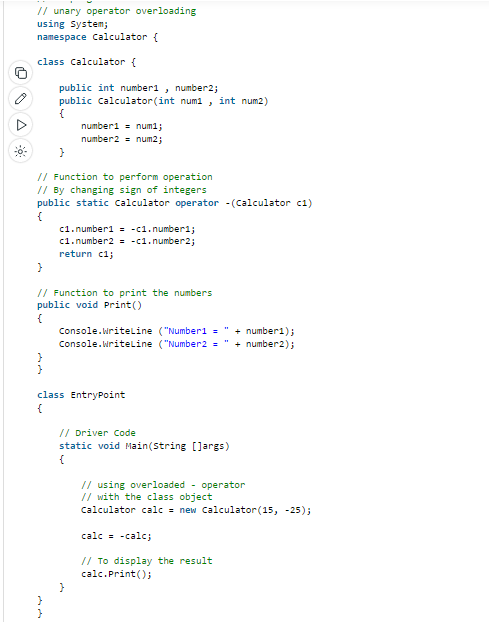 // unary operator overloading
using System;
namespace Calculator {
class Calculator {
public int number1 , number2;
public Calculator(int num1 , int num2)
{
number1 = num1;
number2 = num2;
}
// Function to perform operation
// By changing sign of integers
public static Calculator operator -(Calculator c1)
{
c1.number1 = -c1.number1;
c1.number2 = -c1.number2;
return c1;
}
// Function to print the numbers
public void Print()
{
Console.WriteLine ("Number1 = " + number1);
Console.WriteLine ("Number2 = " + number2);
}
}
class EntryPoint
{
// Driver Code
static void Main(String []args)
{
// using overloaded - operator
// with the class object
Calculator calc = new Calculator(15, -25);
calc = -calc;
// To display the result
calc.Print();
}
}
}